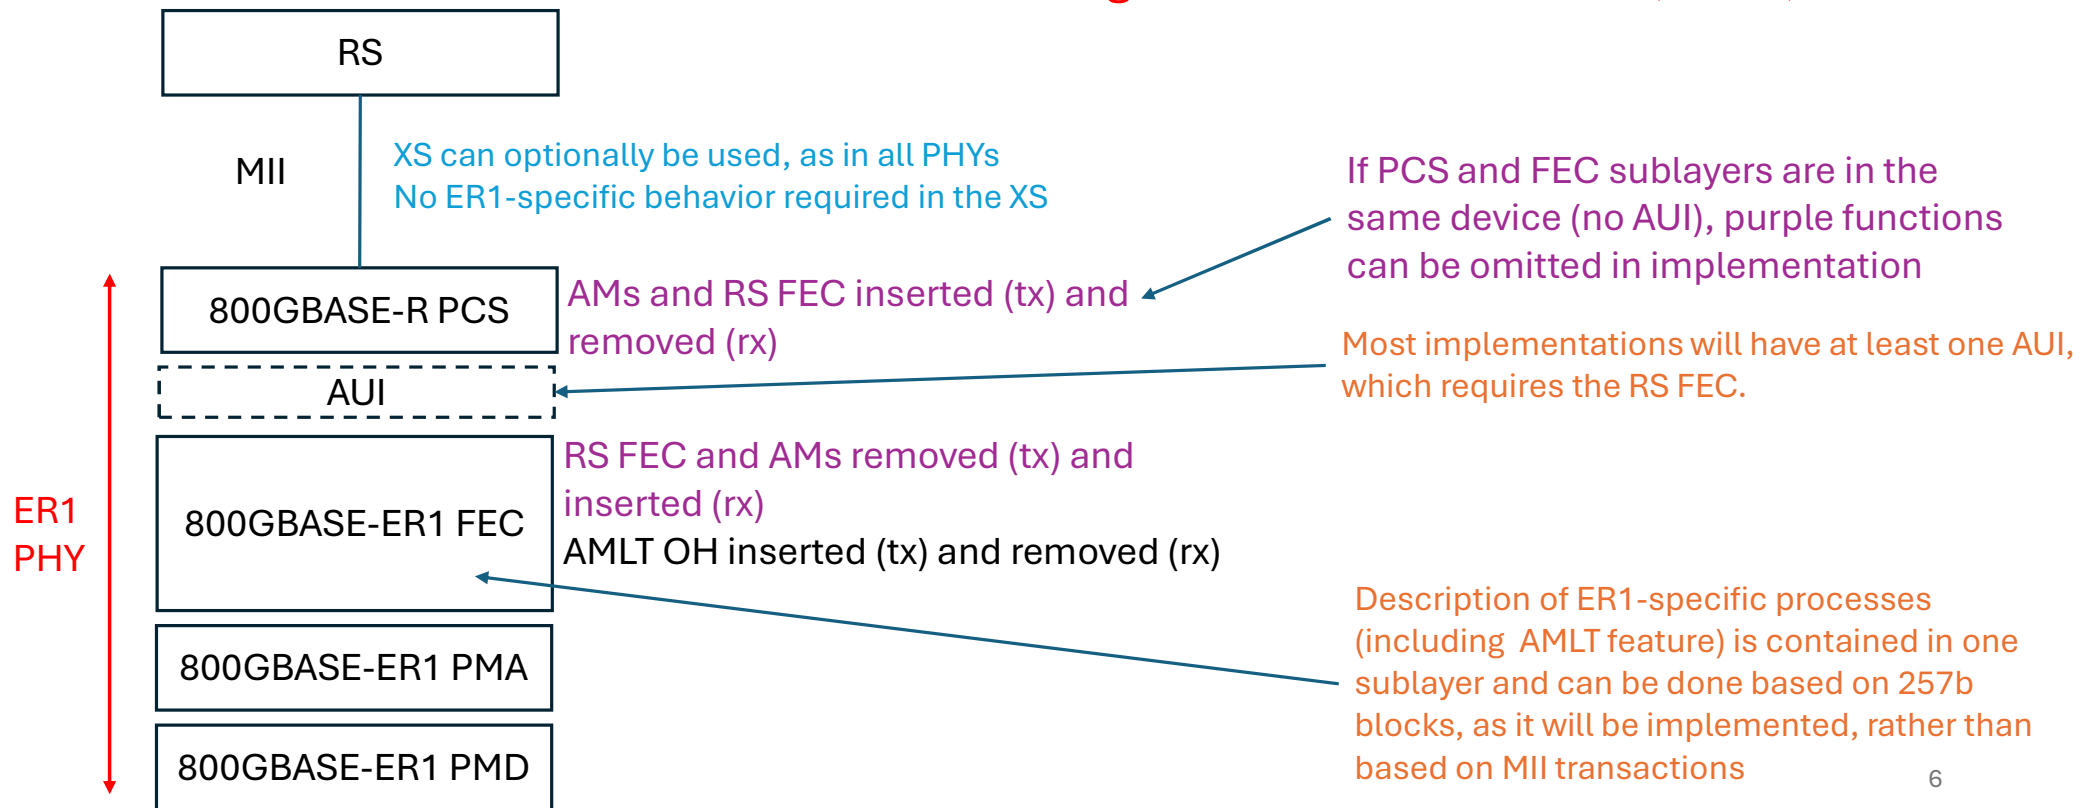 RS
MII
XS can optionally be used, as in all PHYs
No ER1-specific behavior required in the XS
If PCS and FEC sublayers are in the
same device (no AUI), purple functions
can be omitted in implementation
800GBASE-R PCS
AMs and RS FEC inserted (tx) and
removed (rx)
Most implementations will have at least one AUI,
which requires the RS FEC.
AUI
ER1
PHY
800GBASE-ER1 FEC
RS FEC and AMs removed (tx) and
inserted (rx)
AMLT OH inserted (tx) and removed (rx)
Description of ER1-specific processes
(including AMLT feature) is contained in one
sublayer and can be done based on 257b
blocks, as it will be implemented, rather than
based on MII transactions
800GBASE-ER1 PMA
800GBASE-ER1 PMD
6